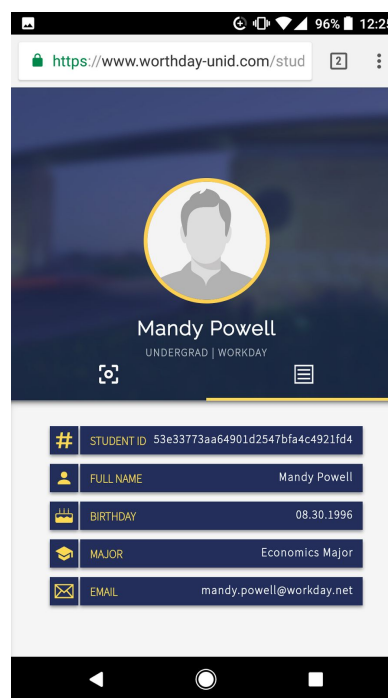 96% 12:25
https://www.worthday-unid.com/stud 2
Mandy Powell
UNDERGRAD | WORKDAY
# STUDENT ID 53e33773aa64901d2547bfa4c4921fd4
FULL NAME Mandy Powell
BIRTHDAY 08.30.1996
MAJOR Economics Major
EMAIL mandy.powell@workday.net